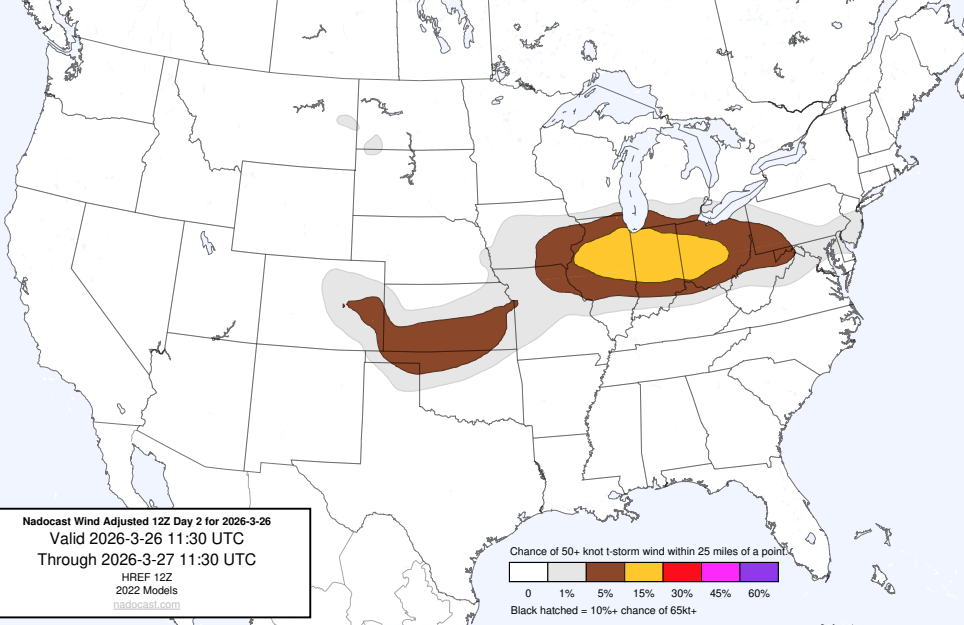 Nadocast Wind Adjusted 12Z Day 2 for 2026-3-26
Valid 2026-3-26 11:30 UTC
Through 2026-3-27 11:30 UTC
HREF 12Z
2022 Models
nadocast.com
Chance of 50+ knot t-storm wind within 25 miles of a point.
0 1% 5% 15% 30% 45% 60%
Black hatched = 10%+ chance of 65kt+